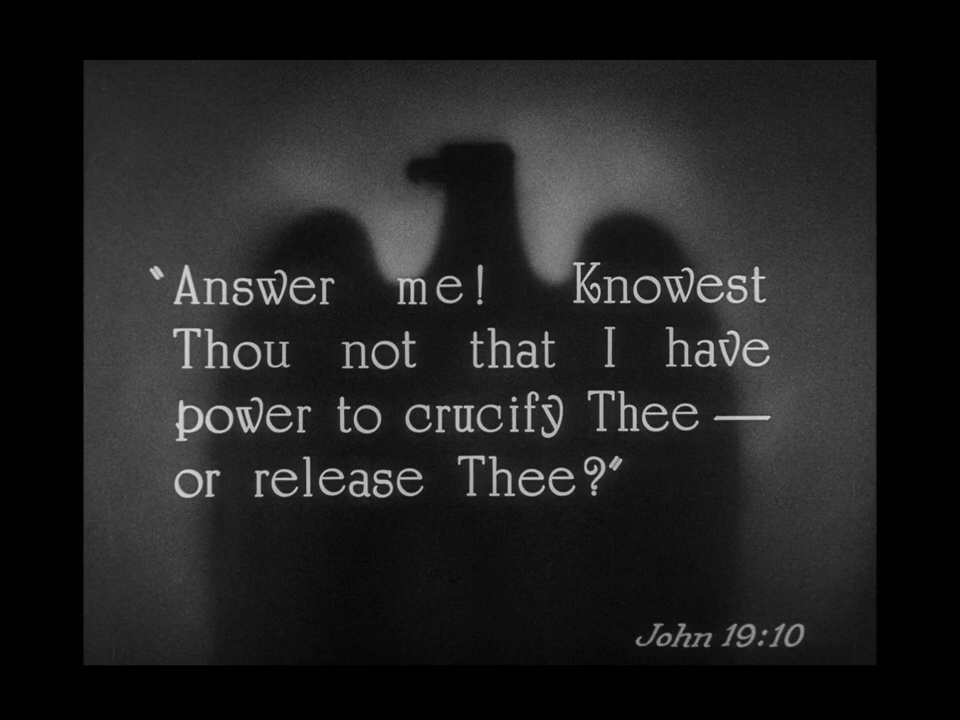 "Answer me! Knowest
Thou not that I have
power to crucify Thee —
or release Thee?"
John 19:10